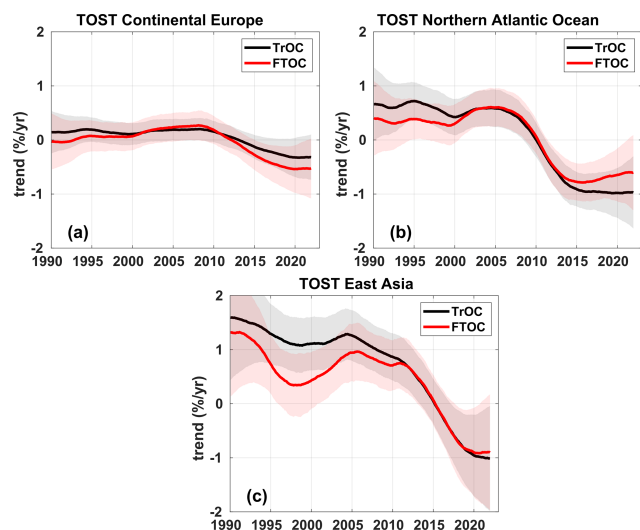 TOST Continental Europe
TrOC
FTOC
trend (%/yr)
2
1
0
-1
-2
(a)
1990 1995 2000 2005 2010 2015 2020
TOST Northern Atlantic Ocean
TrOC
FTOC
trend (%/yr)
2
1
0
-1
-2
(b)
1990 1995 2000 2005 2010 2015 2020
TOST East Asia
TrOC
FTOC
trend (%/yr)
2
1
0
-1
-2
(c)
1990 1995 2000 2005 2010 2015 2020